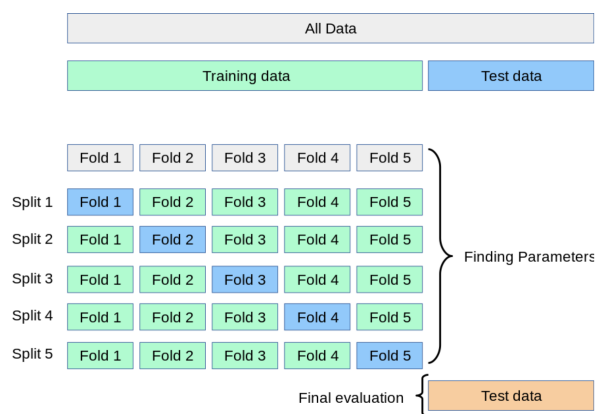 All Data
Training data Test data
Fold 1 Fold 2 Fold 3 Fold 4 Fold 5
Split 1 Fold 1 Fold 2 Fold 3 Fold 4 Fold 5
Split 2 Fold 1 Fold 2 Fold 3 Fold 4 Fold 5
Finding Parameters
Split 3 Fold 1 Fold 2 Fold 3 Fold 4 Fold 5
Split 4 Fold 1 Fold 2 Fold 3 Fold 4 Fold 5
Split 5 Fold 1 Fold 2 Fold 3 Fold 4 Fold 5
Final evaluation Test data